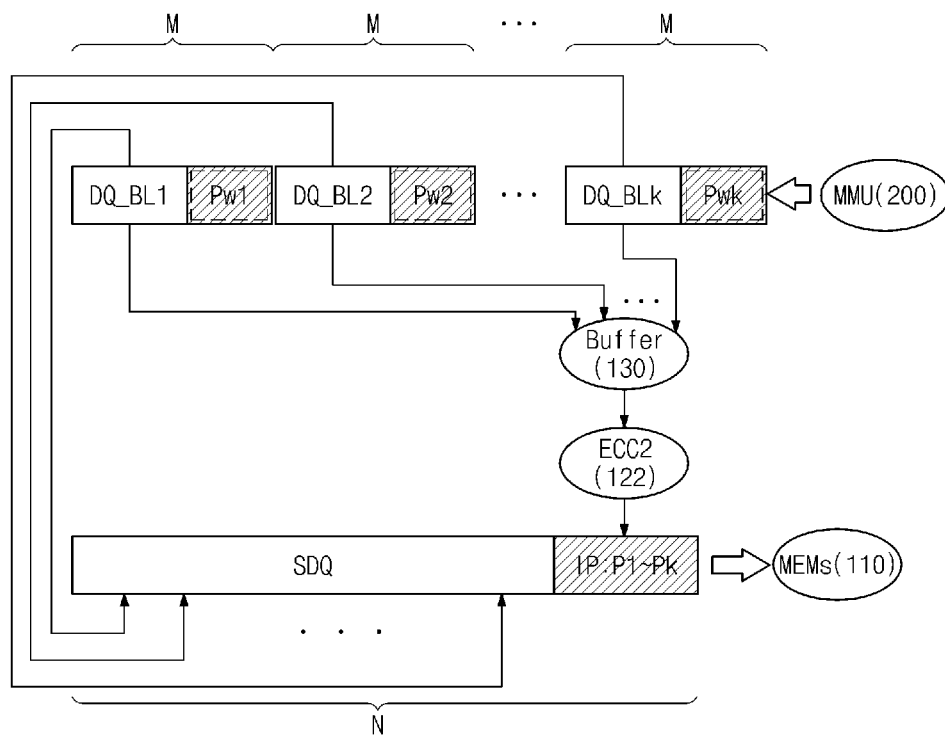 M M ··· M
DQ_BL1 Pw1 DQ_BL2 Pw2 ··· DQ_BLk Pwk MMU(200)
···
Buffer
(130)
ECC2
(122)
SDQ IP:P1~Pk MEMs(110)
· · ·
N